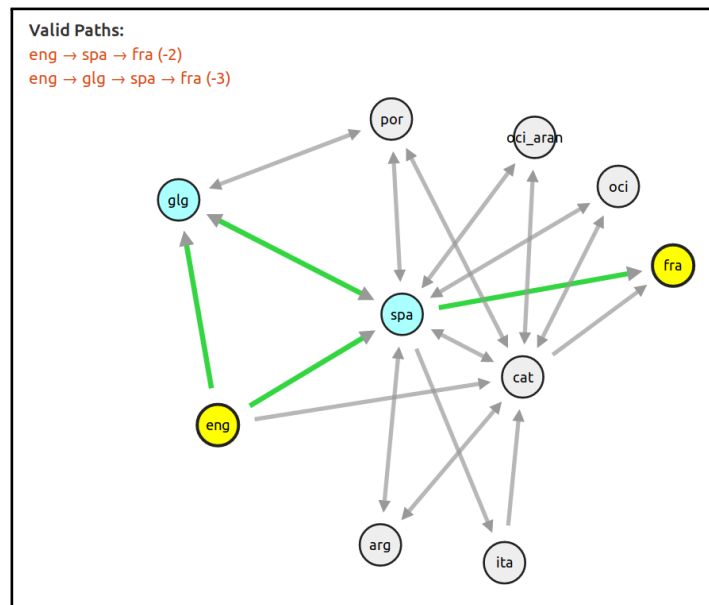 Valid Paths:
eng → spa → fra (-2)
eng → glg → spa → fra (-3)
por
oci_aran
oci
glg
fra
spa
cat
eng
arg
ita